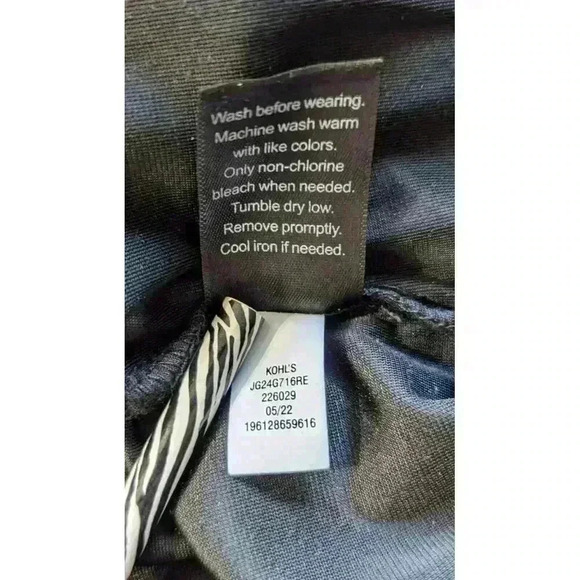 Wash before wearing.
Machine wash warm
with like colors.
Only non-chlorine
bleach when needed.
Tumble dry low.
Remove promptly.
Cool iron if needed.
KOHL'S
JG24G716RE
226029
05/22
196128659616